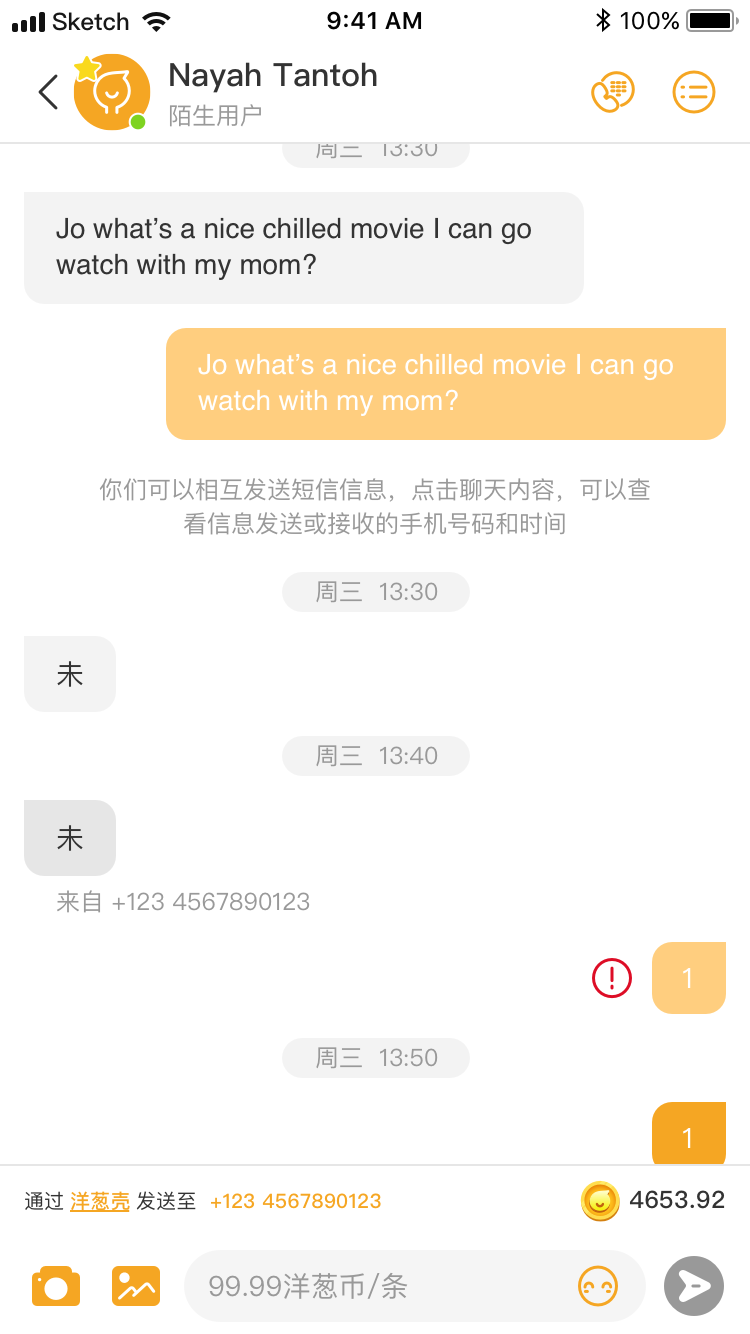 Sketch 9:41 AM 100%
Nayah Tantoh
陌生用户
周三 13:30
Jo what’s a nice chilled movie I can go
watch with my mom?
Jo what’s a nice chilled movie I can go
watch with my mom?
你们可以相互发送短信信息，点击聊天内容，可以查
看信息发送或接收的手机号码和时间
周三 13:30
未
周三 13:40
未
来自 +123 4567890123
1
周三 13:50
1
通过 洋葱壳 发送至 +123 4567890123 4653.92
99.99洋葱币/条